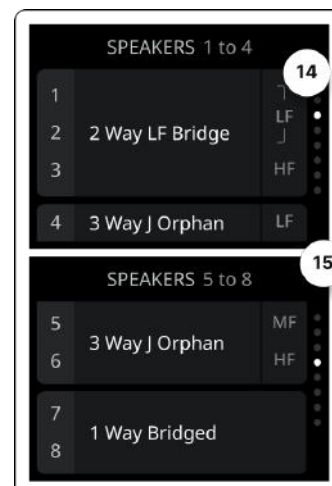 SPEAKERS 1 to 4
14
1
LF
2 2 Way LF Bridge
3 HF
4 3 Way J Orphan LF
15
SPEAKERS 5 to 8
5 MF
3 Way J Orphan
6 HF
7
1 Way Bridged
8